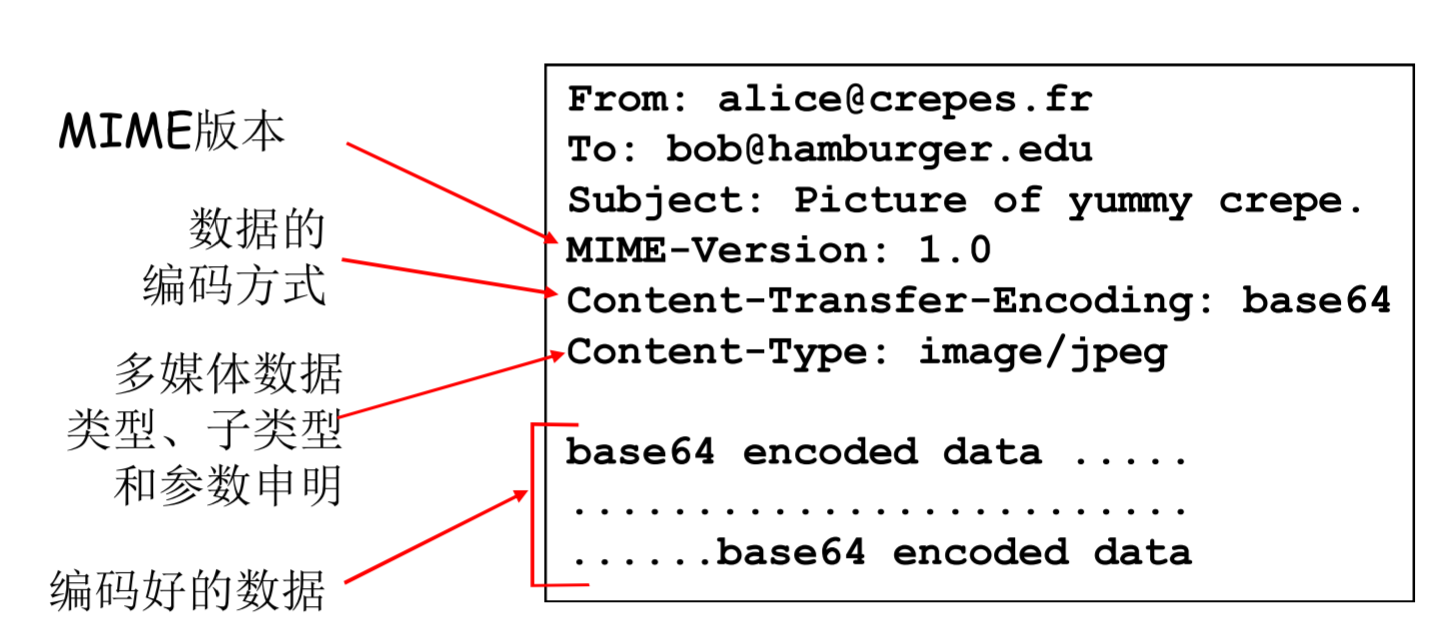 MIME版本
数据的
编码方式
多媒体数据
类型、子类型
和参数申明
编码好的数据
From: alice@crepes.fr
To: bob@hamburger.edu
Subject: Picture of yummy crepe.
MIME-Version: 1.0
Content-Transfer-Encoding: base64
Content-Type: image/jpeg
base64 encoded data .....
.........................
......base64 encoded data